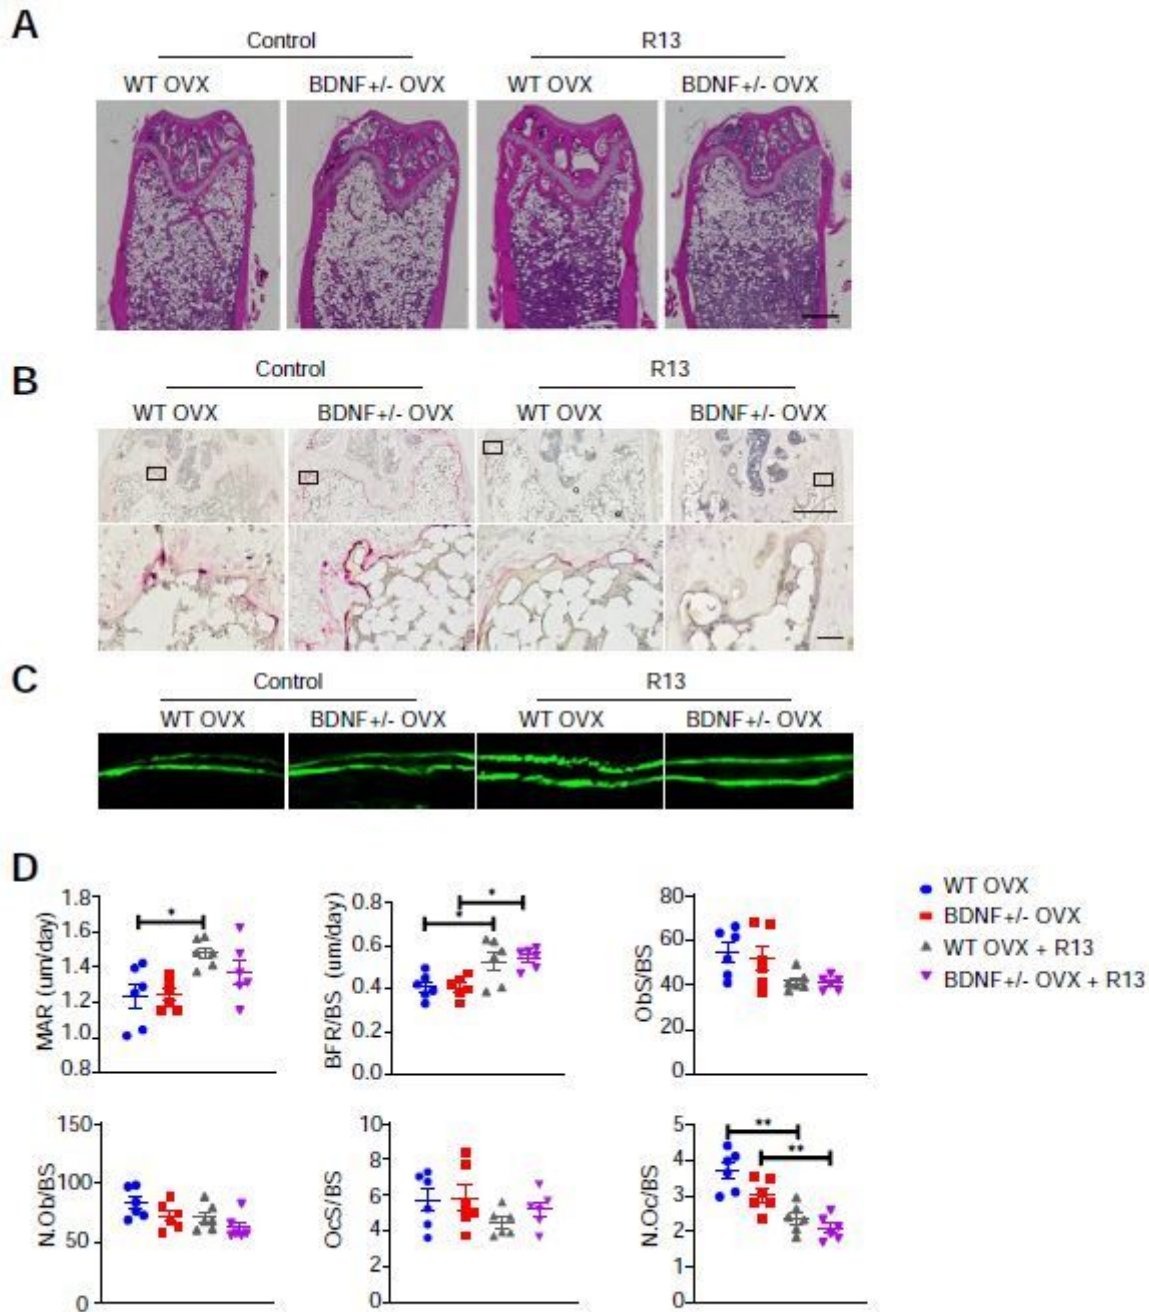 A
Control R13
WT OVX BDNF+/- OVX WT OVX BDNF+/- OVX
B
Control R13
WT OVX BDNF+/- OVX WT OVX BDNF+/- OVX
C
Control R13
WT OVX BDNF+/- OVX WT OVX BDNF+/- OVX
D
MAR (um/day)
1.8
1.6
1.4
1.2
1.0
0.8
*
BFR/BS (um/day)
0.8
0.6
0.4
0.2
0.0
*
*
ObS/BS
80
60
40
20
0
WT OVX
BDNF+/- OVX
WT OVX + R13
BDNF+/- OVX + R13
N.Ob/BS
150
100
50
0
OcS/BS
10
8
6
4
2
0
N.Oc/BS
5
4
3
2
1
0
**
**